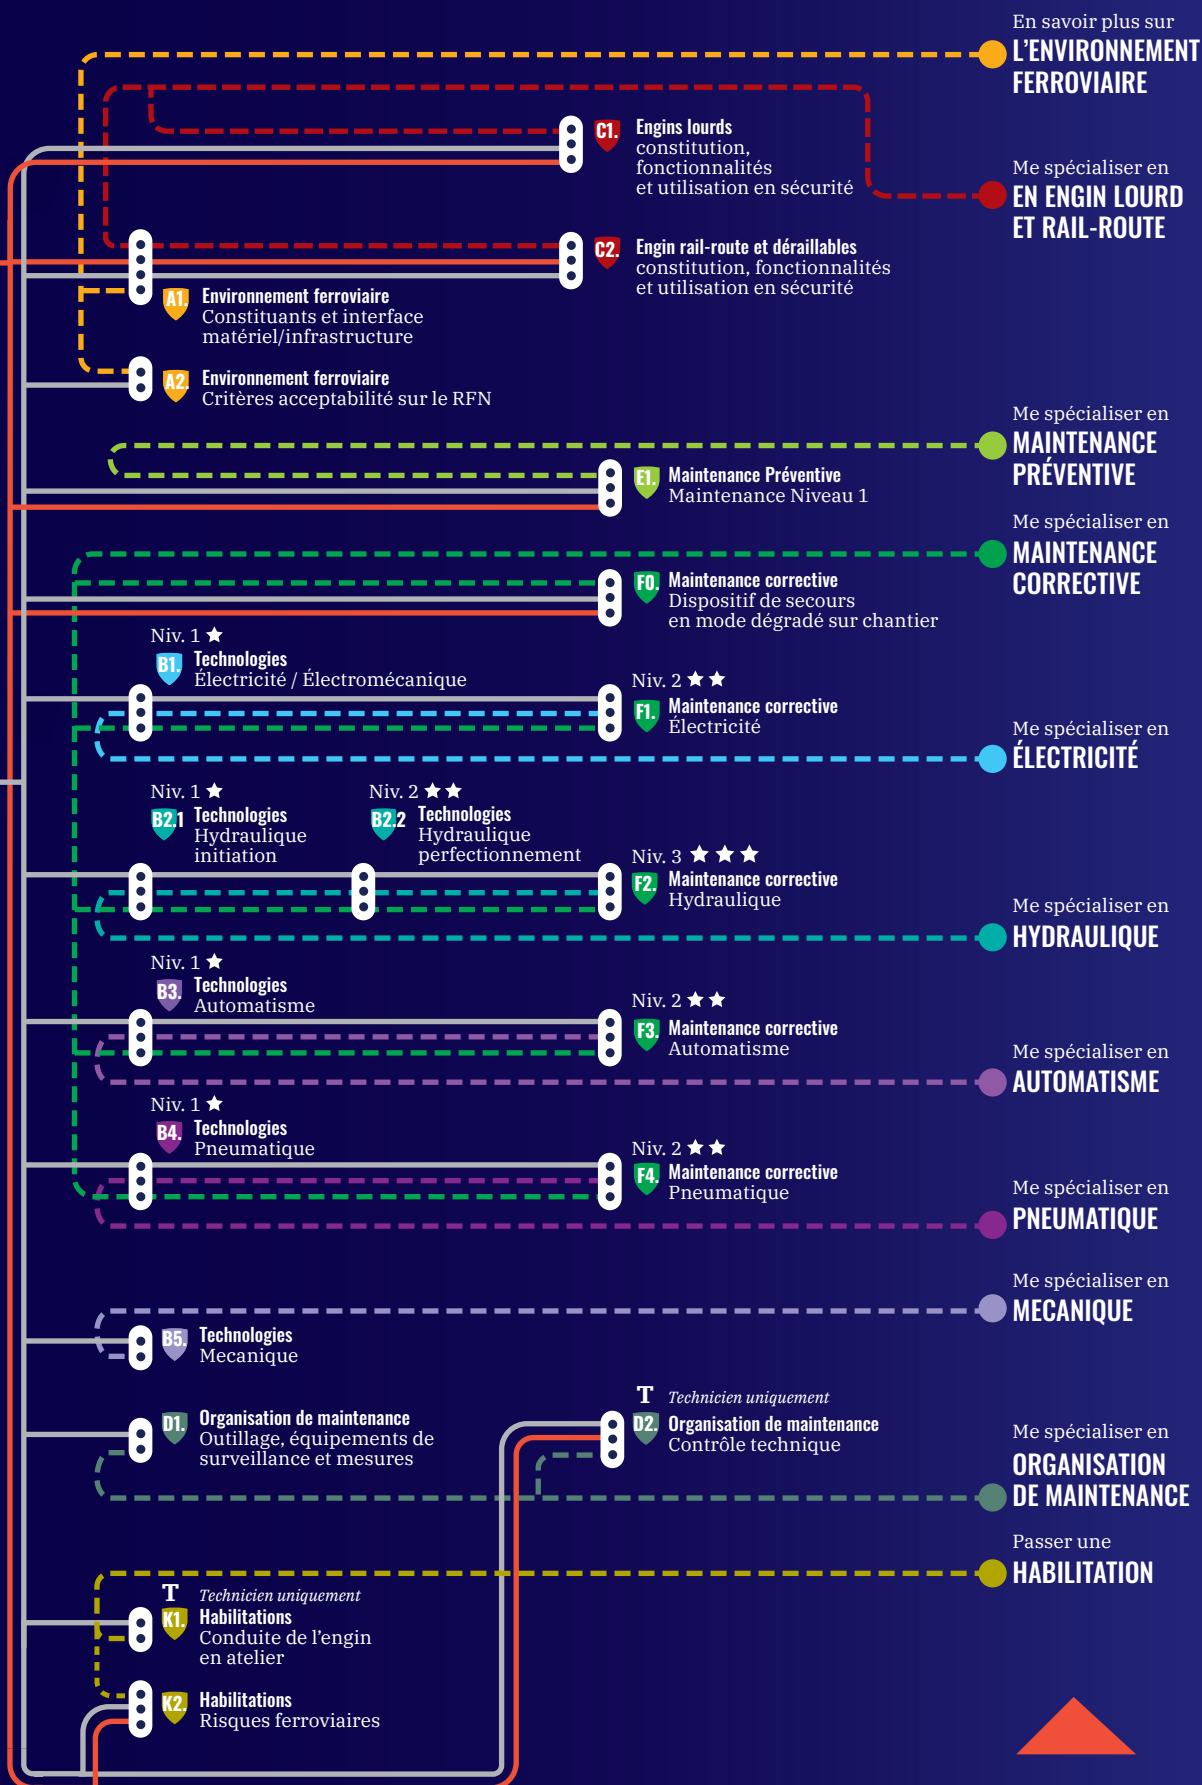 En savoir plus sur
L'ENVIRONNEMENT
FERROVIAIRE
C1.
Engins lourds
constitution,
fonctionnalités
et utilisation en sécurité
Me spécialiser en
EN ENGIN LOURD
ET RAIL-ROUTE
C2.
Engin rail-route et déraillables
constitution, fonctionnalités
et utilisation en sécurité
A1.
Environnement ferroviaire
Constituants et interface
matériel/infrastructure
A2.
Environnement ferroviaire
Critères acceptabilité sur le RFN
Me spécialiser en
MAINTENANCE
PRÉVENTIVE
E1.
Maintenance Préventive
Maintenance Niveau 1
Me spécialiser en
MAINTENANCE
CORRECTIVE
F0.
Maintenance corrective
Dispositif de secours
en mode dégradé sur chantier
Niv. 1 ★
B1.
Technologies
Électricité / Électromécanique
Niv. 2 ★ ★
F1.
Maintenance corrective
Électricité
Me spécialiser en
ÉLECTRICITÉ
Niv. 1 ★
B2.1
Technologies
Hydraulique
initiation
Niv. 2 ★ ★
B2.2
Technologies
Hydraulique
perfectionnement
Niv. 3 ★ ★ ★
F2.
Maintenance corrective
Hydraulique
Me spécialiser en
HYDRAULIQUE
Niv. 1 ★
B3.
Technologies
Automatisme
Niv. 2 ★ ★
F3.
Maintenance corrective
Automatisme
Me spécialiser en
AUTOMATISME
Niv. 1 ★
B4.
Technologies
Pneumatique
Niv. 2 ★ ★
F4.
Maintenance corrective
Pneumatique
Me spécialiser en
PNEUMATIQUE
Me spécialiser en
MECANIQUE
B5.
Technologies
Mecanique
D1.
Organisation de maintenance
Outillage, équipements de
surveillance et mesures
T Technicien uniquement
D2.
Organisation de maintenance
Contrôle technique
Me spécialiser en
ORGANISATION
DE MAINTENANCE
Passer une
HABILITATION
T Technicien uniquement
K1.
Habilitations
Conduite de l'engin
en atelier
K2.
Habilitations
Risques ferroviaires